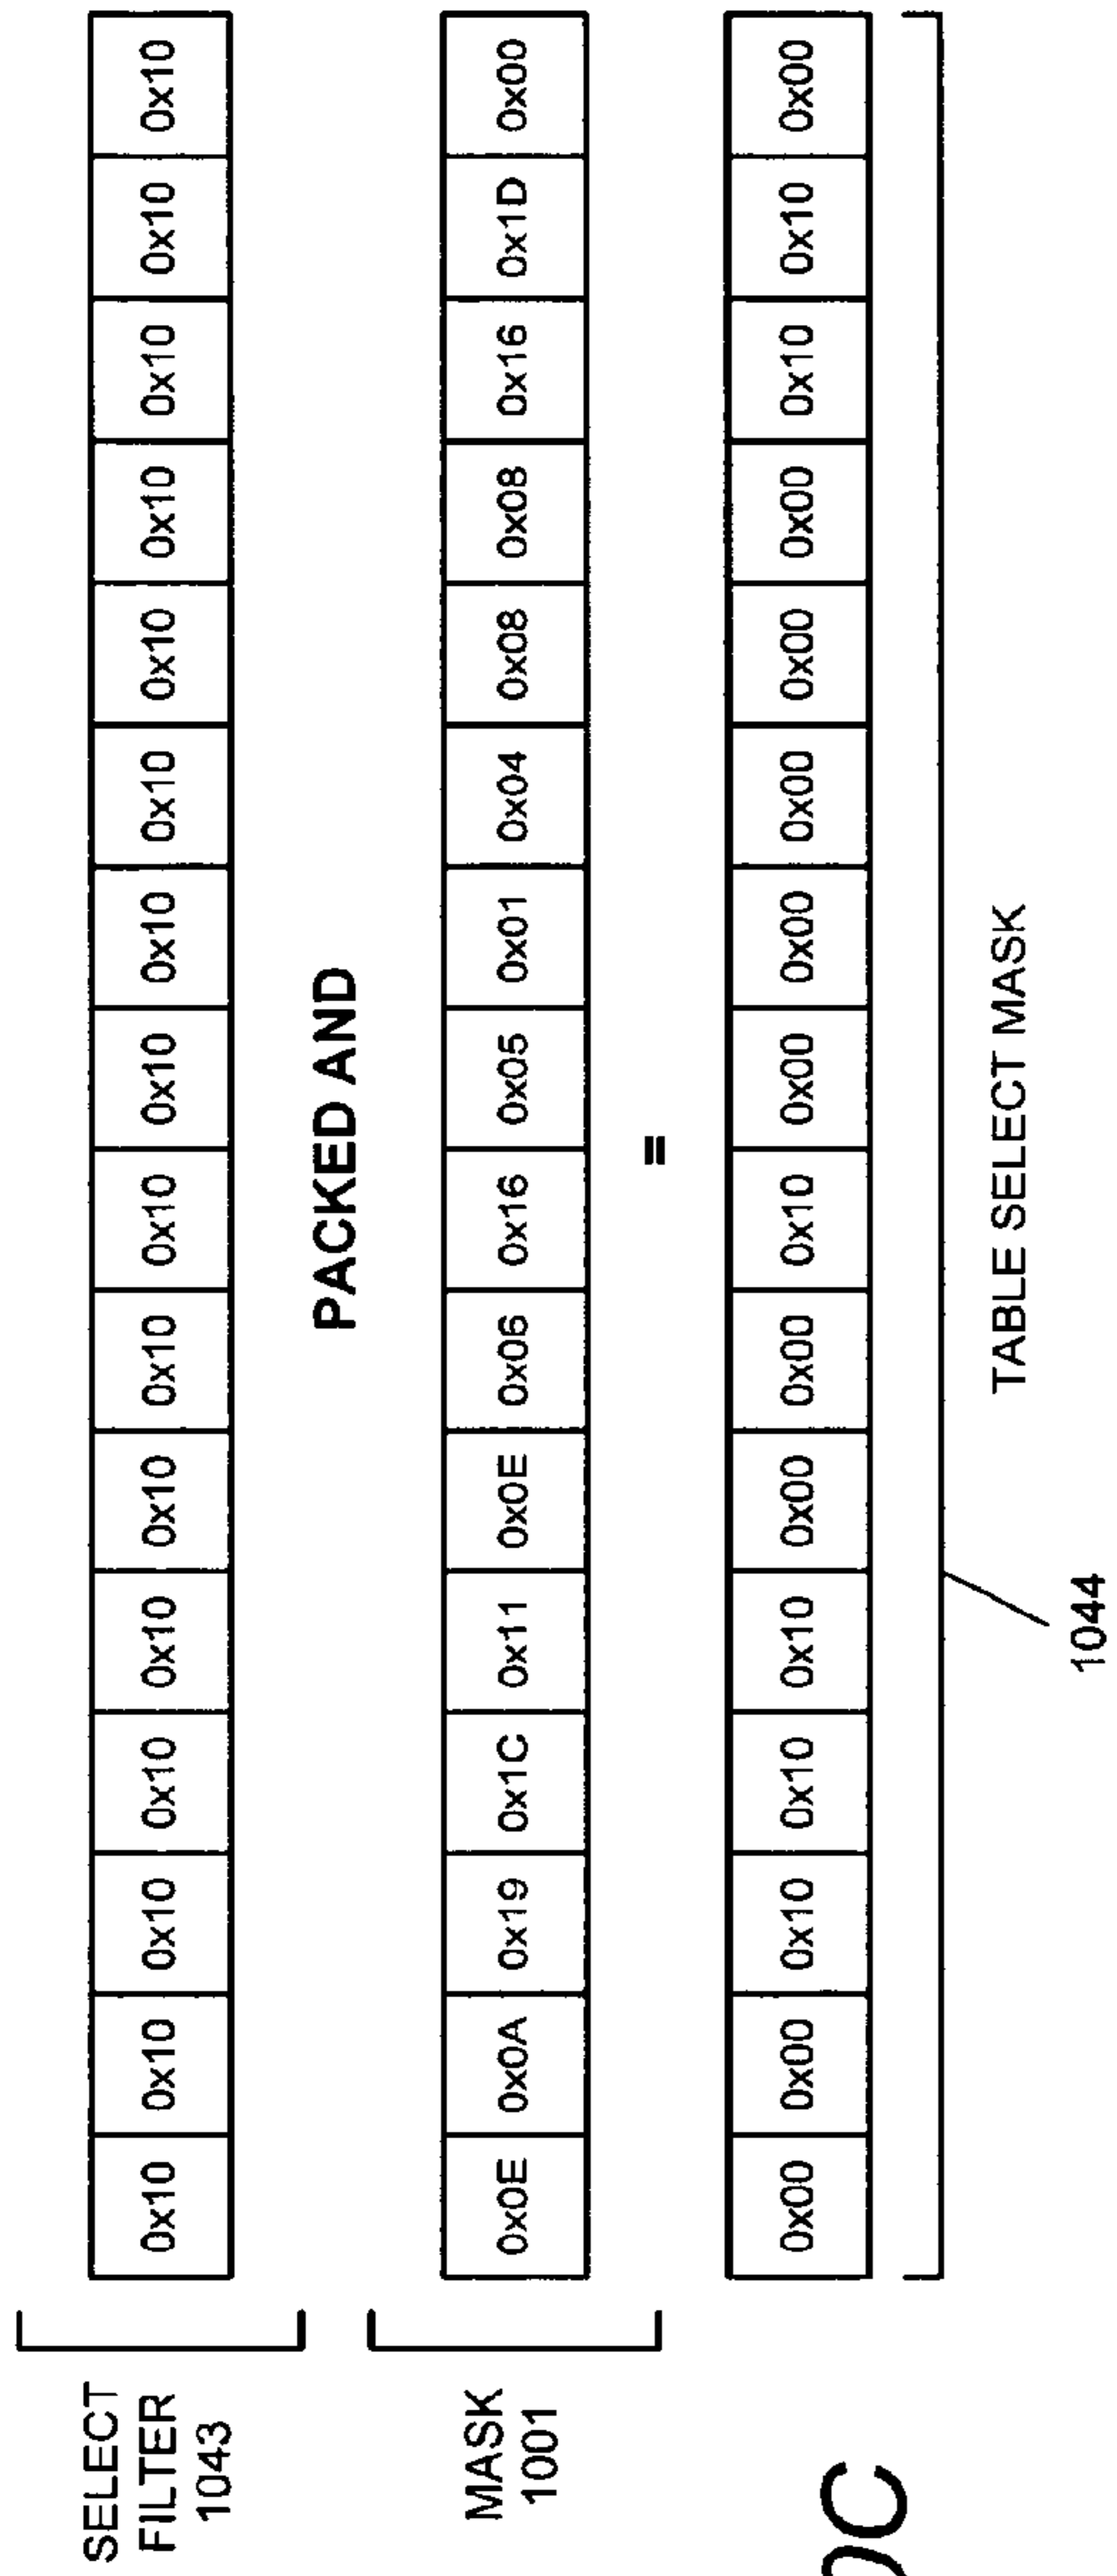 SELECT
FILTER
1043
0x10 0x10 0x10 0x10 0x10 0x10 0x10 0x10 0x10 0x10 0x10 0x10 0x10 0x10 0x10 0x10
PACKED AND
MASK
1001
0x0E 0x0A 0x19 0x1C 0x11 0x0E 0x06 0x16 0x05 0x01 0x04 0x08 0x08 0x16 0x1D 0x00
=
0x00 0x00 0x10 0x10 0x10 0x00 0x00 0x10 0x00 0x00 0x00 0x00 0x00 0x10 0x10 0x00
TABLE SELECT MASK
1044